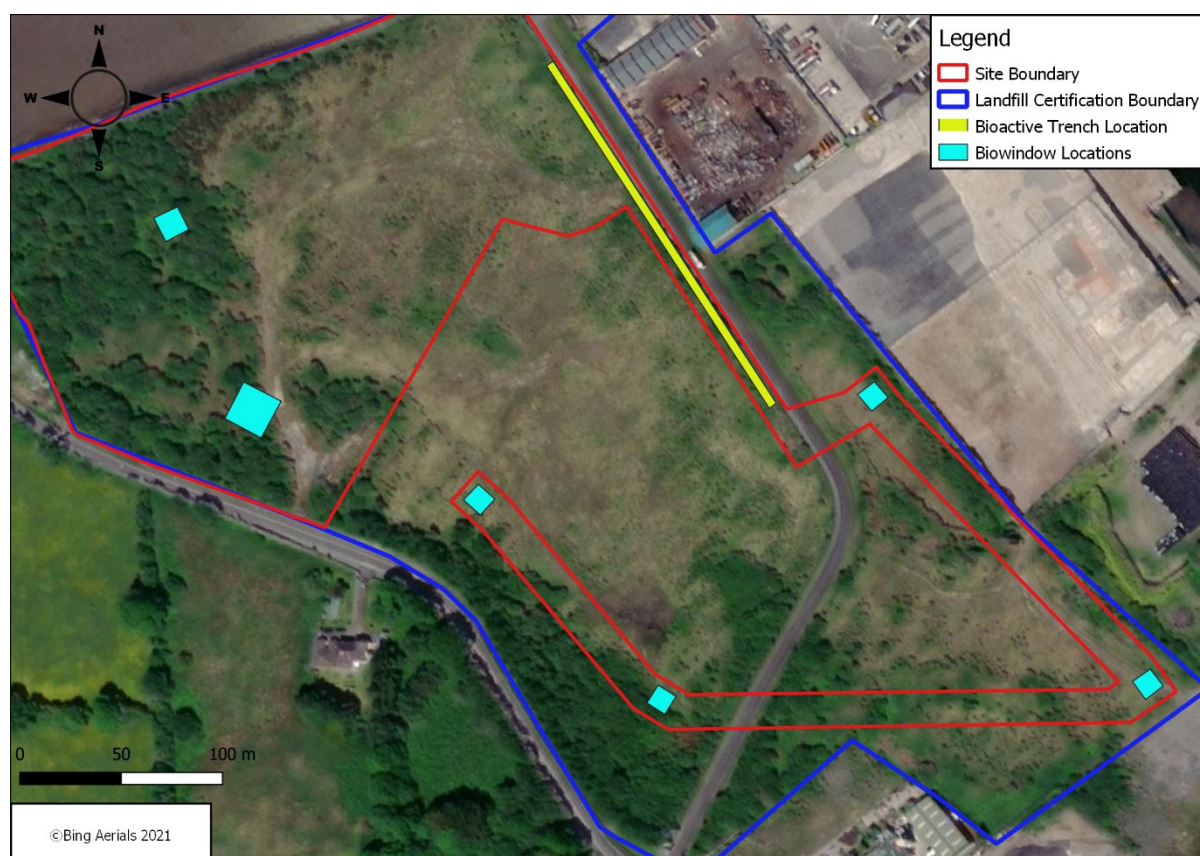 N
W E
S
Legend
Site Boundary
Landfill Certification Boundary
Bioactive Trench Location
Biowindow Locations
0 50 100 m
©Bing Aerials 2021